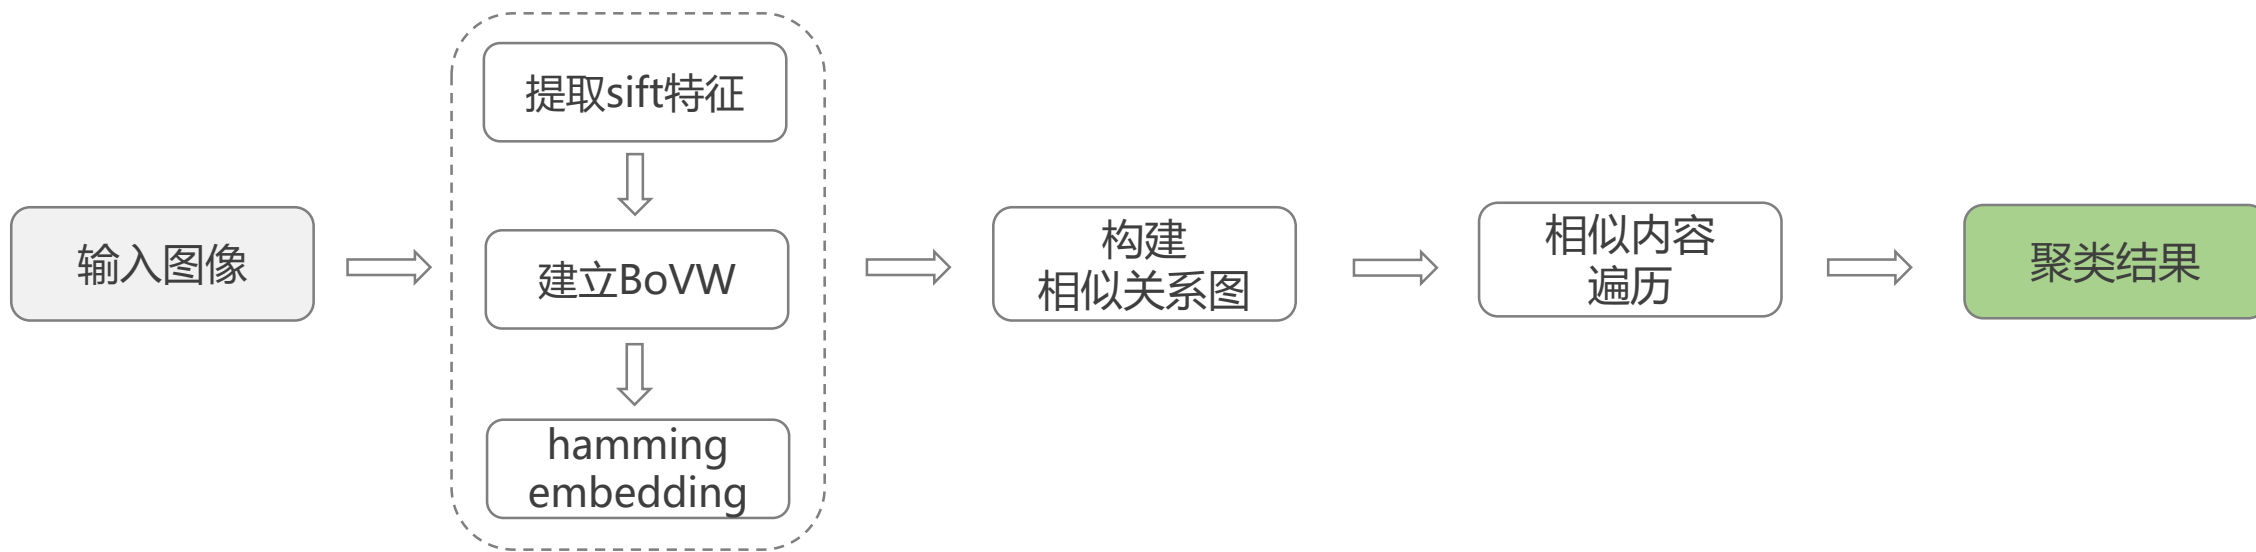 输入图像
提取sift特征
建立BoVW
hamming
embedding
构建
相似关系图
相似内容
遍历
聚类结果